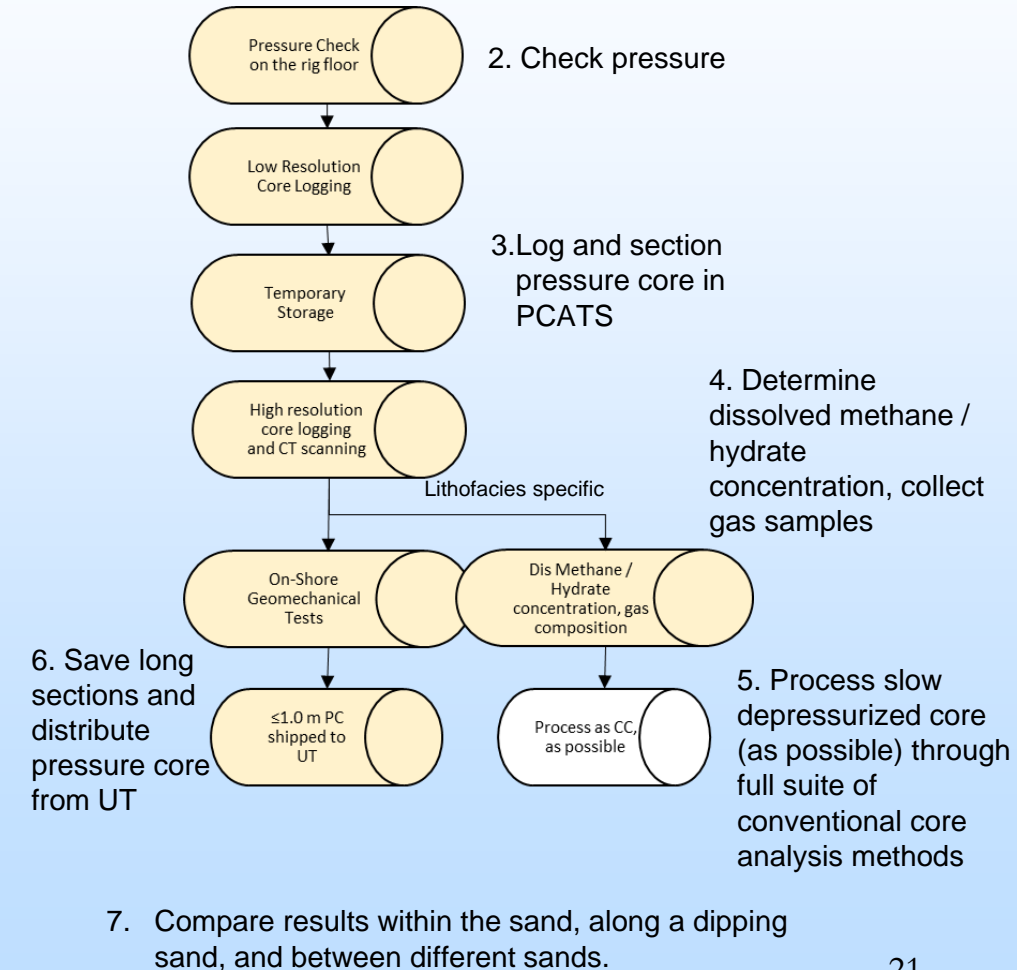 Pressure Check
on the rig floor
2. Check pressure
Low Resolution
Core Logging
3.Log and section
pressure core in
PCATS
Temporary
Storage
High resolution
core logging
and CT scanning
4. Determine
dissolved methane /
hydrate
concentration, collect
gas samples
Lithofacies specific
On-Shore
Geomechanical
Tests
Dis Methane /
Hydrate
concentration, gas
composition
6. Save long
sections and
distribute
pressure core
from UT
≤1.0 m PC
shipped to
UT
Process as CC,
as possible
5. Process slow
depressurized core
(as possible) through
full suite of
conventional core
analysis methods
7. Compare results within the sand, along a dipping
sand, and between different sands.
21